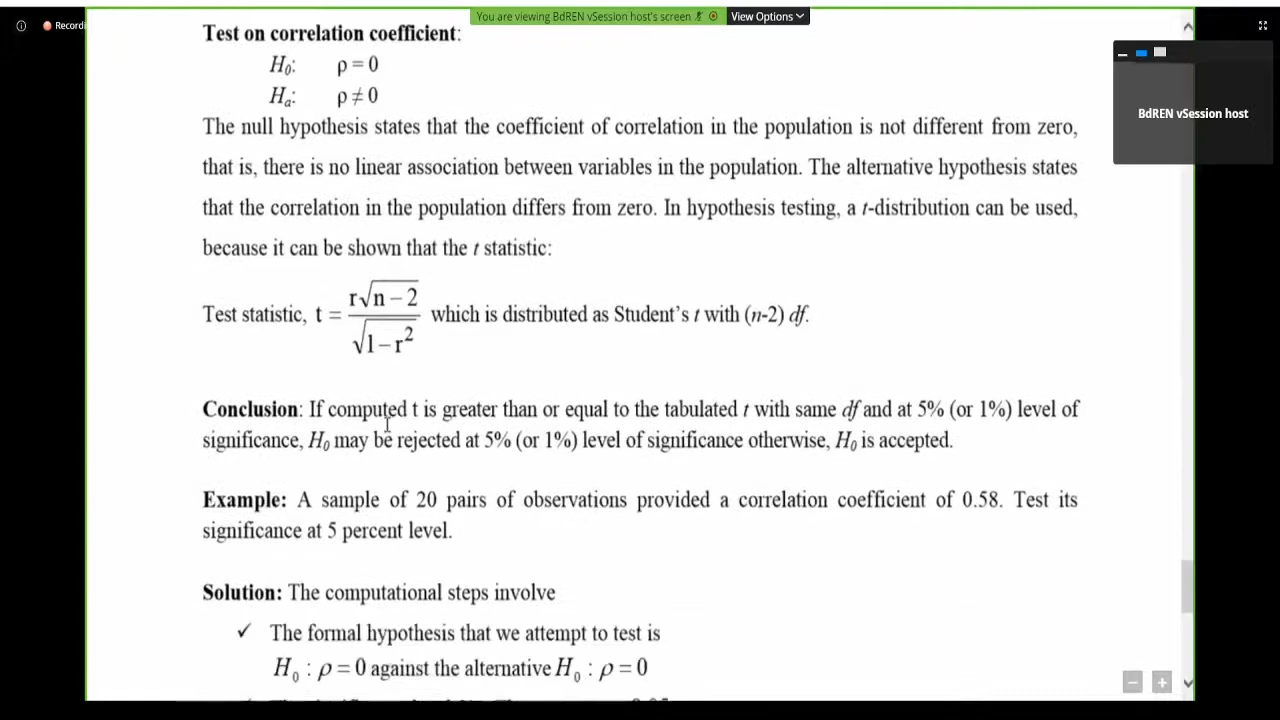 You are viewing BdREN vSession host's screen
View Options
Recordi
BdREN vSession host
Test on correlation coefficient:
H₀: ρ = 0
Hₐ: ρ ≠ 0
The null hypothesis states that the coefficient of correlation in the population is not different from zero,
that is, there is no linear association between variables in the population. The alternative hypothesis states
that the correlation in the population differs from zero. In hypothesis testing, a t-distribution can be used,
because it can be shown that the t statistic:
Test statistic, t = r√n − 2 / √1 − r² which is distributed as Student's t with (n-2) df.
Conclusion: If computed t is greater than or equal to the tabulated t with same df and at 5% (or 1%) level of
significance, H₀ may be rejected at 5% (or 1%) level of significance otherwise, H₀ is accepted.
Example: A sample of 20 pairs of observations provided a correlation coefficient of 0.58. Test its
significance at 5 percent level.
Solution: The computational steps involve
✓ The formal hypothesis that we attempt to test is
H₀ : ρ = 0 against the alternative H₀ : ρ = 0